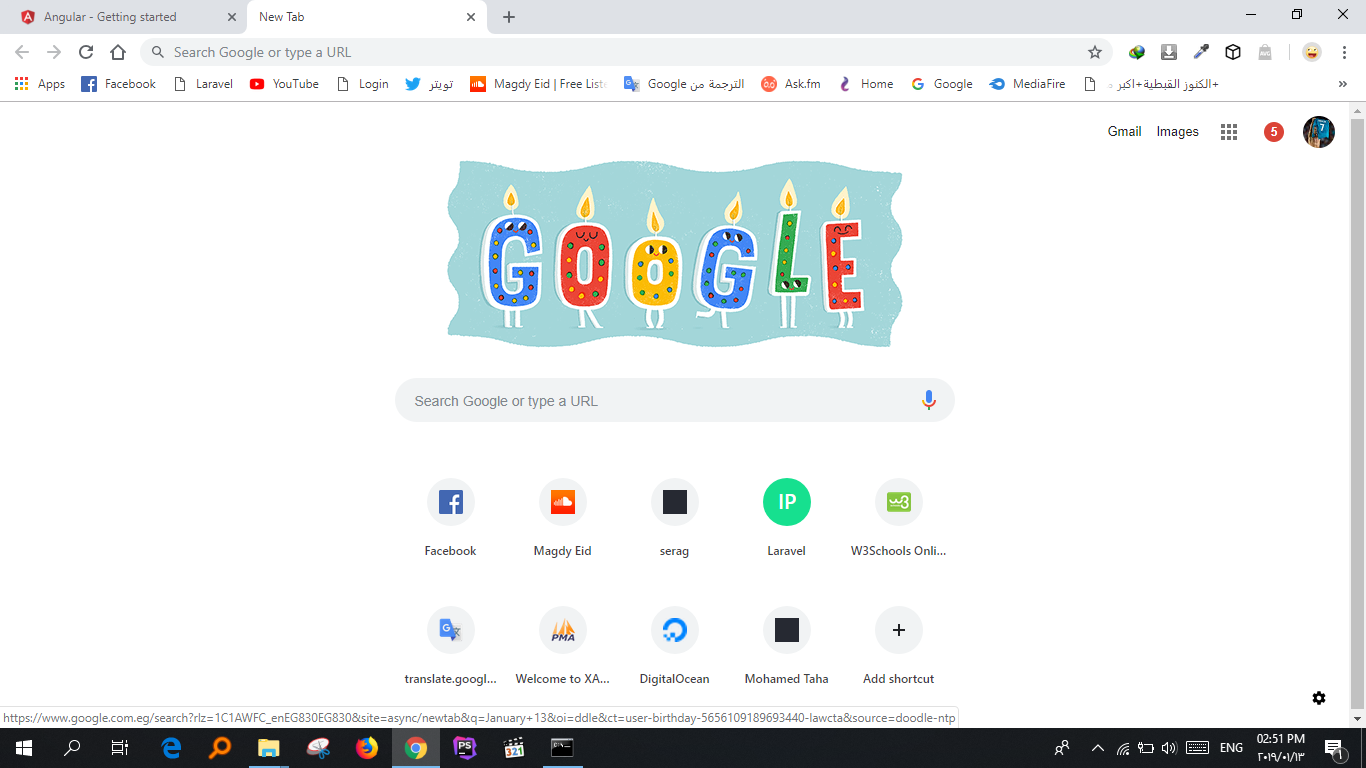 Angular - Getting started
New Tab
Search Google or type a URL
Apps
Facebook
Laravel
YouTube
Login
تويتر
Magdy Eid | Free Liste
الترجمة من Google
Ask.fm
Home
Google
MediaFire
+الكنوز القبطية+اكبر
»
Gmail
Images
5
GOOGLE
Search Google or type a URL
Facebook
Magdy Eid
serag
IP
Laravel
W3Schools Onli...
translate.googl...
PMA
Welcome to XA...
DigitalOcean
Mohamed Taha
Add shortcut
https://www.google.com.eg/search?rlz=1C1AWFC_enEG830EG830&site=async/newtab&q=January+13&oi=ddle&ct=user-birthday-5656109189693440-lawcta&source=doodle-ntp
PS
321
ENG
02:51 PM
٢٠١٩/٠١/١٣
1